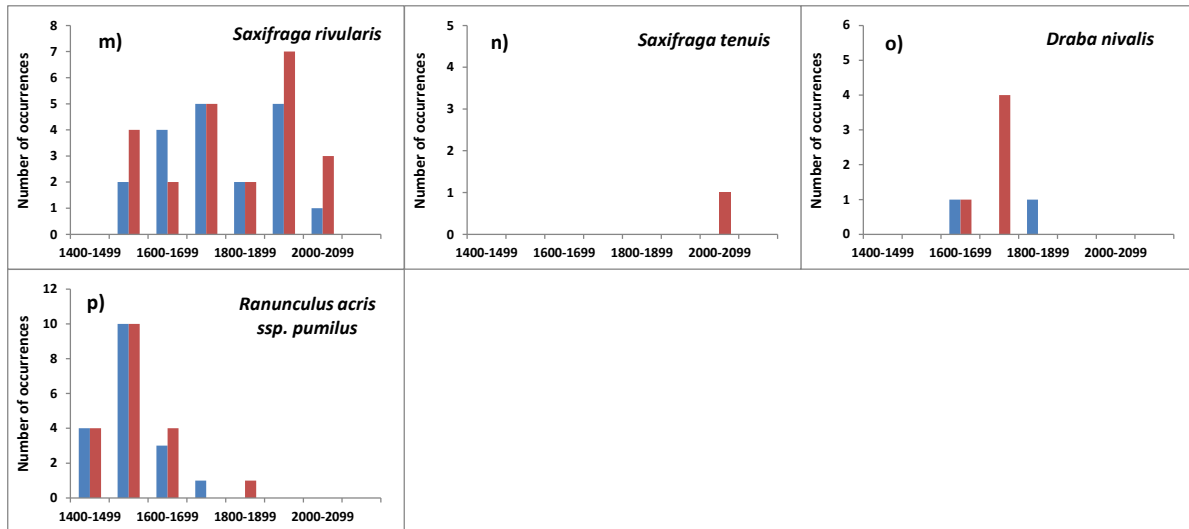 m)
Saxifraga rivularis
Number of occurrences
8
7
6
5
4
3
2
1
0
1400-1499 1600-1699 1800-1899 2000-2099
n)
Saxifraga tenuis
Number of occurrences
5
4
3
2
1
0
1400-1499 1600-1699 1800-1899 2000-2099
o)
Draba nivalis
Number of occurrences
6
5
4
3
2
1
0
1400-1499 1600-1699 1800-1899 2000-2099
p)
Ranunculus acris
ssp. pumilus
Number of occurrences
12
10
8
6
4
2
0
1400-1499 1600-1699 1800-1899 2000-2099